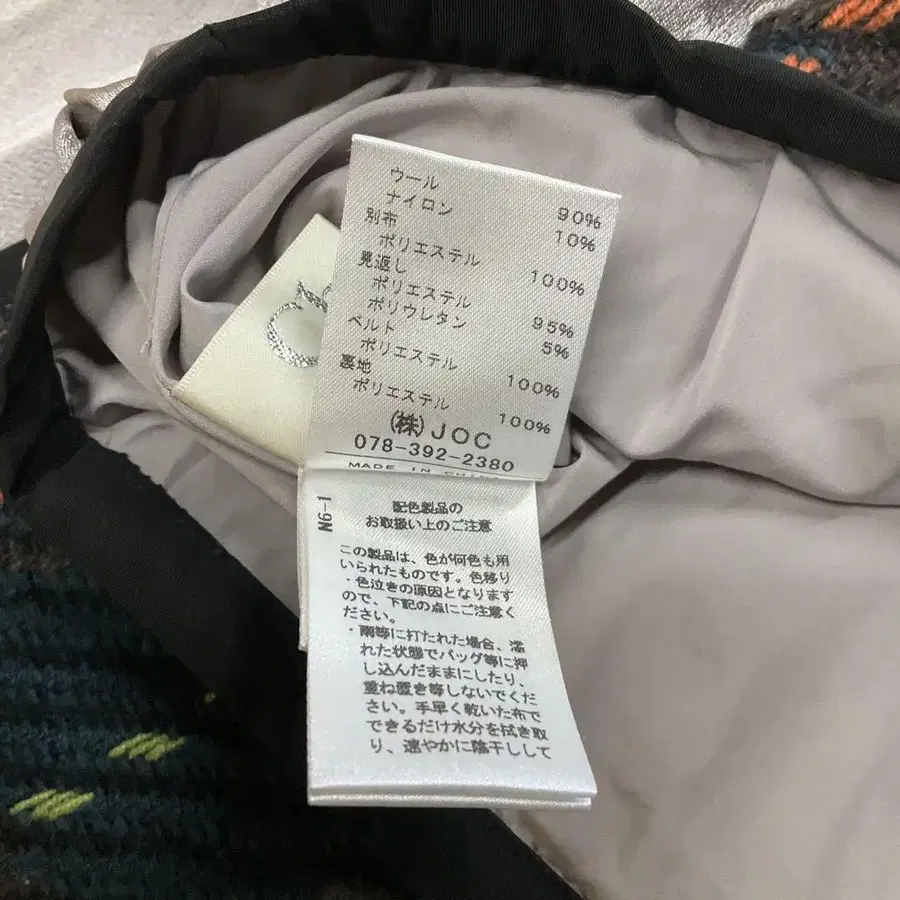 ウール 90%
ナイロン 10%
別布
ポリエステル 100%
見返し
ポリエステル 95%
ポリウレタン 5%
ベルト
ポリエステル 100%
裏地
ポリエステル 100%
(株)JOC
078-392-2380
MADE IN CHINA
N6-1
配色製品の
お取扱い上のご注意
この製品は、色が何色も用
いられたものです。色移り
・色泣きの原因となります
ので、下記の点にご注意く
ださい。
・雨等に打たれた場合、濡
れた状態でバッグ等に押
し込んだままにしたり、
重ね置き等しないでくだ
さい。手早く乾いた布で
できるだけ水分を拭き取
り、速やかに陰干しして